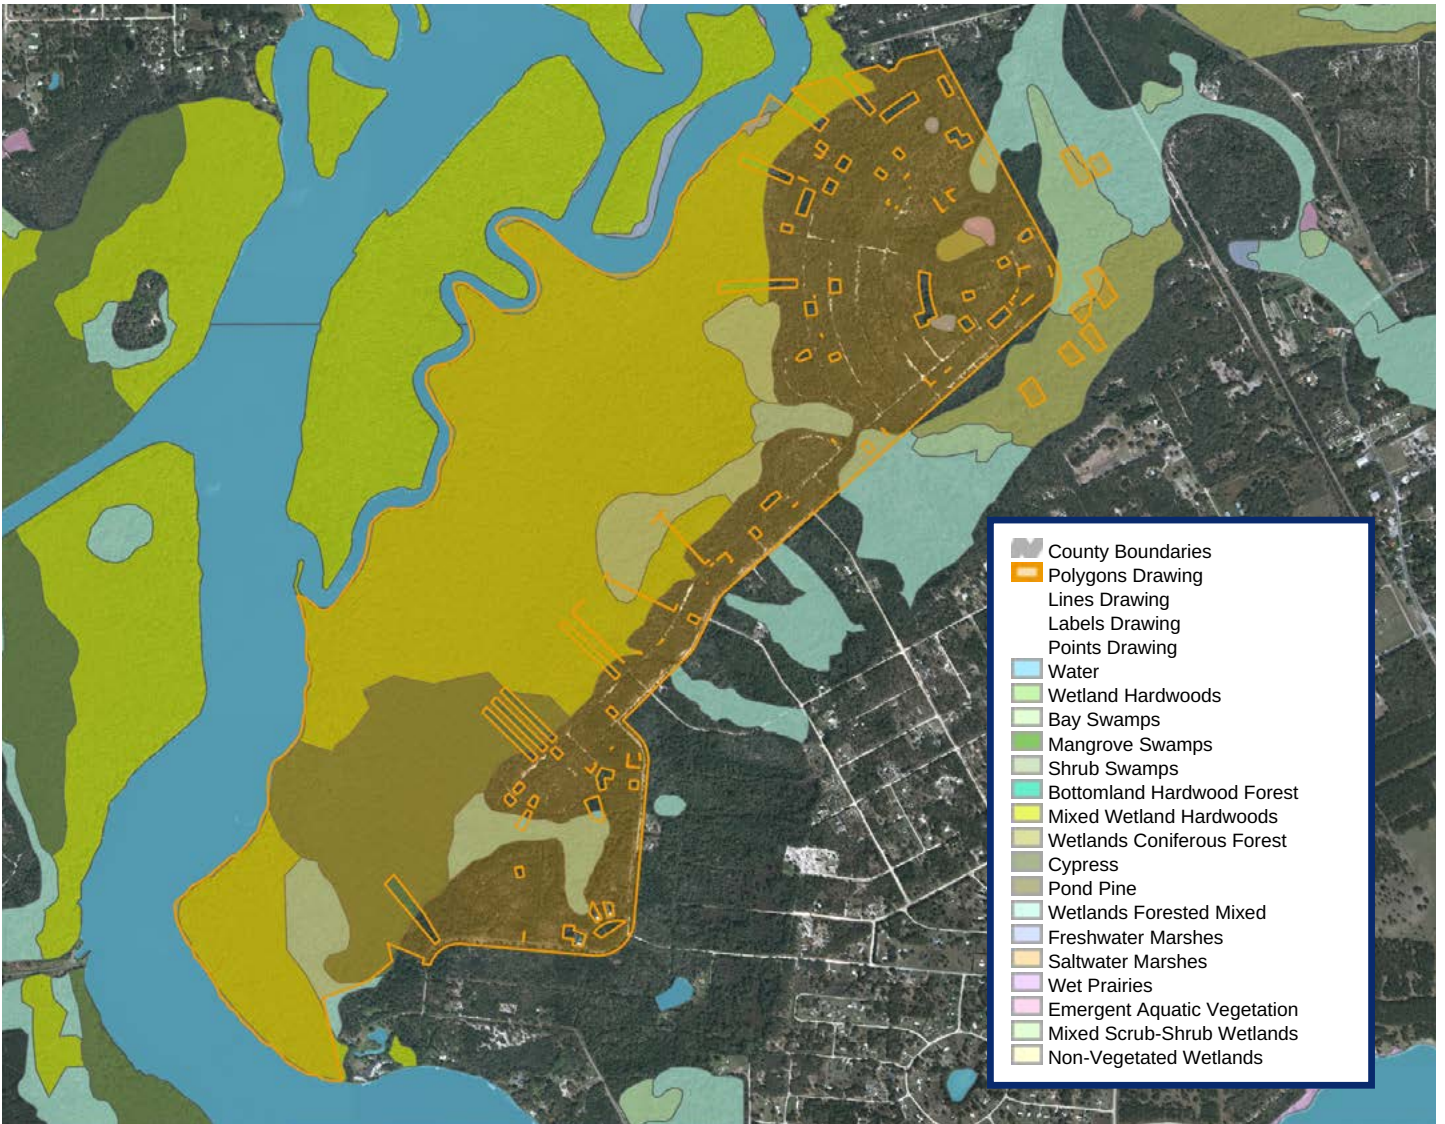 County Boundaries
Polygons Drawing
Lines Drawing
Labels Drawing
Points Drawing
Water
Wetland Hardwoods
Bay Swamps
Mangrove Swamps
Shrub Swamps
Bottomland Hardwood Forest
Mixed Wetland Hardwoods
Wetlands Coniferous Forest
Cypress
Pond Pine
Wetlands Forested Mixed
Freshwater Marshes
Saltwater Marshes
Wet Prairies
Emergent Aquatic Vegetation
Mixed Scrub-Shrub Wetlands
Non-Vegetated Wetlands